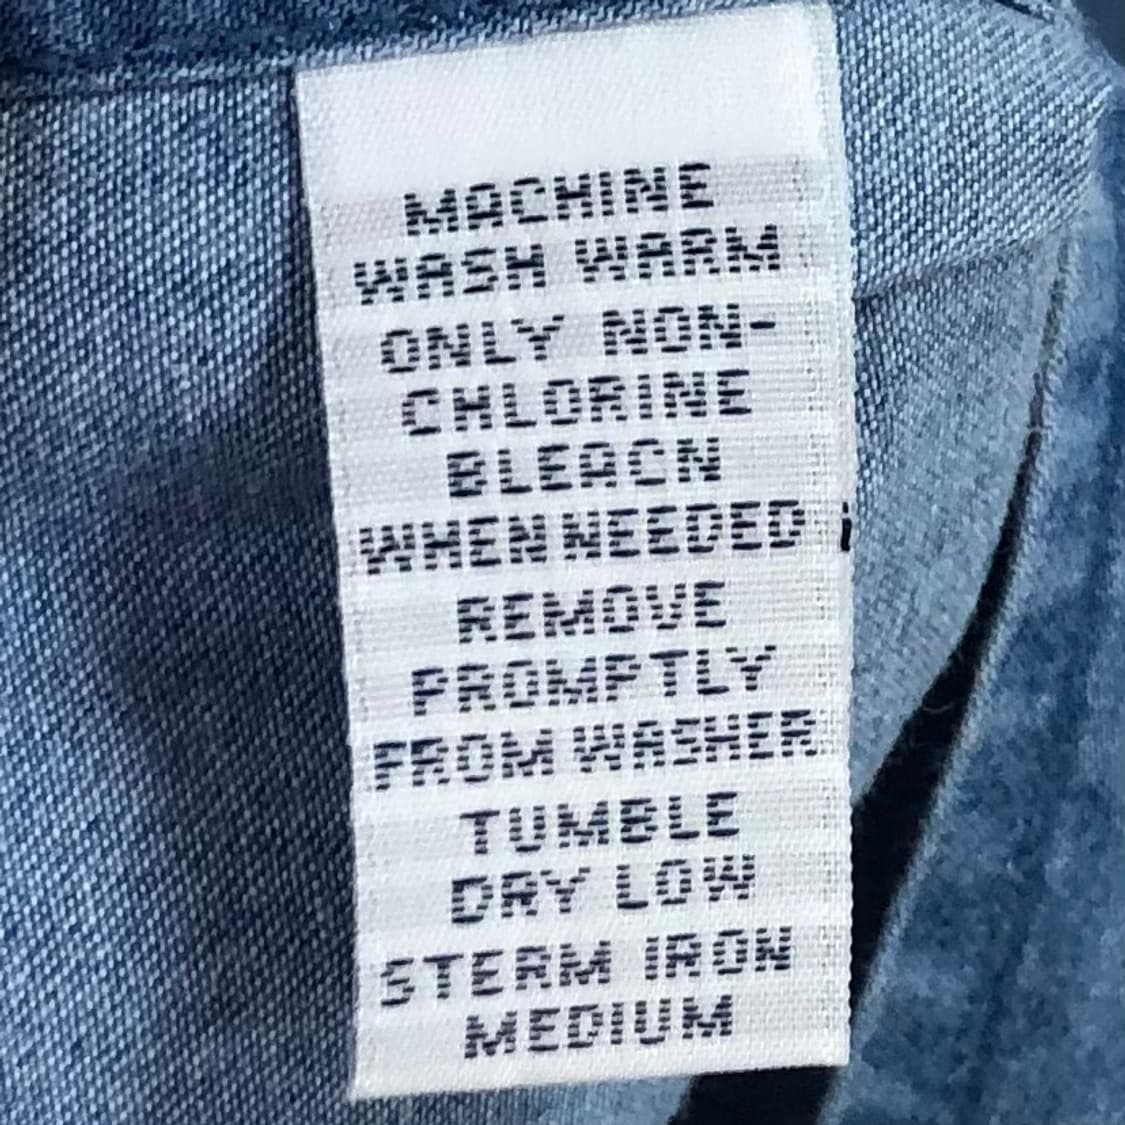 MACHINE
WASH WARM
ONLY NON-
CHLORINE
BLEACN
WHEN NEEDED
REMOVE
PROMPTLY
FROM WASHER
TUMBLE
DRY LOW
STERM IRON
MEDIUM